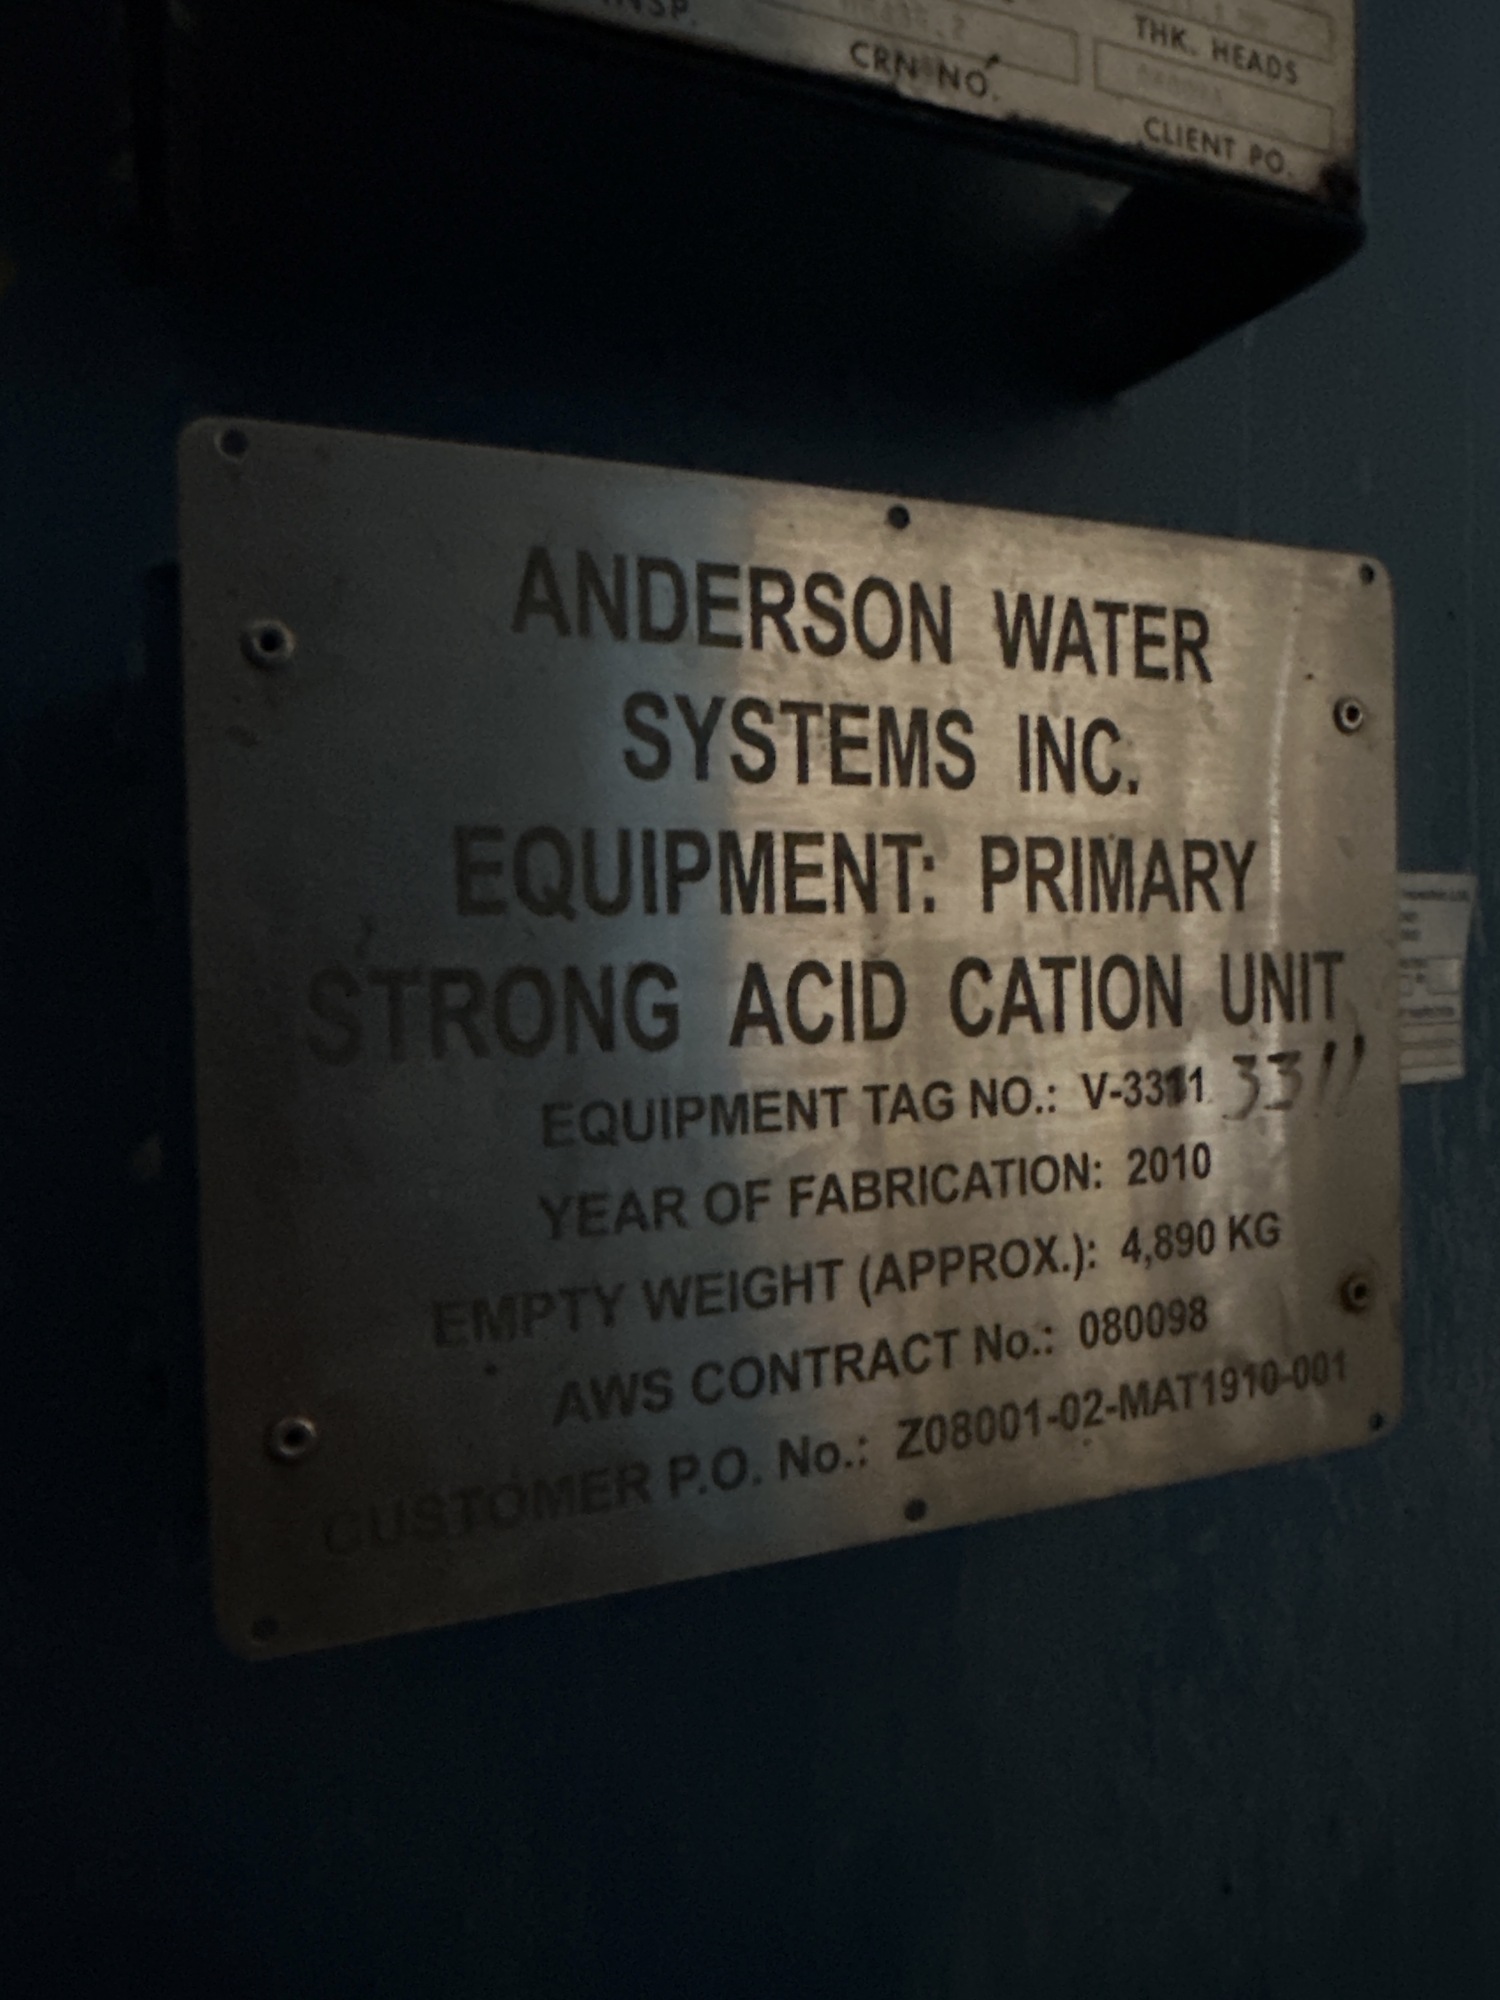 INSP.
CRN NO.
THK. HEADS
CLIENT PO.
ANDERSON WATER
SYSTEMS INC.
EQUIPMENT: PRIMARY
STRONG ACID CATION UNIT
EQUIPMENT TAG NO.: V-3311 3311
YEAR OF FABRICATION: 2010
EMPTY WEIGHT (APPROX.): 4,890 KG
AWS CONTRACT No.: 080098
CUSTOMER P.O. No.: Z08001-02-MAT1910-001